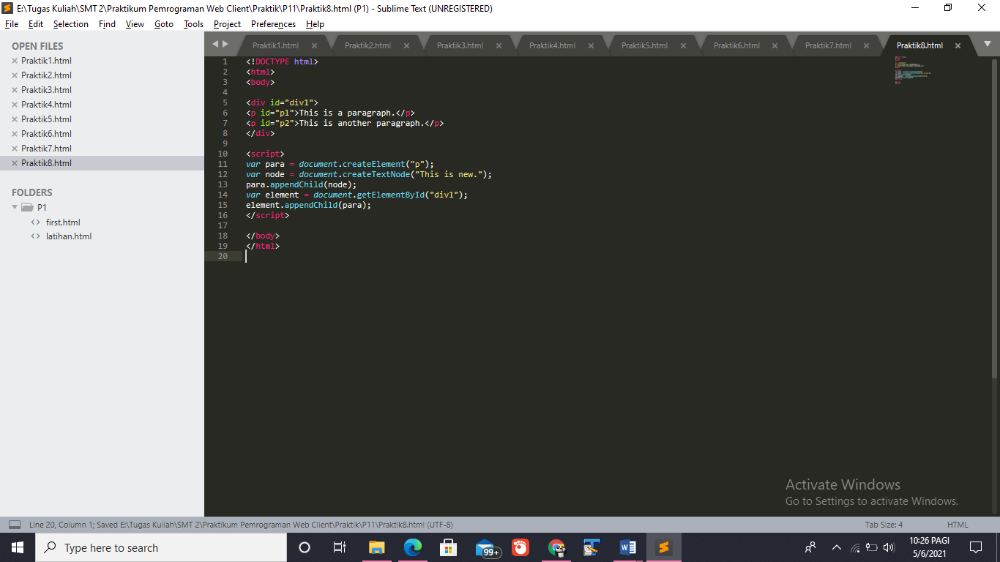 E:\Tugas Kuliah\SMT 2\Praktikum Pemrograman Web Client\Praktik\P11\Praktik8.html (P1) - Sublime Text (UNREGISTERED)
File Edit Selection Find View Goto Tools Project Preferences Help
OPEN FILES
Praktik1.html
Praktik2.html
Praktik3.html
Praktik4.html
Praktik5.html
Praktik6.html
Praktik7.html
Praktik8.html
FOLDERS
P1
first.html
latihan.html
Praktik1.html Praktik2.html Praktik3.html Praktik4.html Praktik5.html Praktik6.html Praktik7.html Praktik8.html
1 <!DOCTYPE html>
2 <html>
3 <body>
4
5 <div id="div1">
6 <p id="p1">This is a paragraph.</p>
7 <p id="p2">This is another paragraph.</p>
8 </div>
9
10 <script>
11 var para = document.createElement("p");
12 var node = document.createTextNode("This is new.");
13 para.appendChild(node);
14 var element = document.getElementById("div1");
15 element.appendChild(para);
16 </script>
17
18 </body>
19 </html>
20
Activate Windows
Go to Settings to activate Windows.
Line 20, Column 1; Saved E:\Tugas Kuliah\SMT 2\Praktikum Pemrograman Web Client\Praktik\P11\Praktik8.html (UTF-8) Tab Size: 4 HTML
Type here to search
99+
10:26 PAGI
5/6/2021